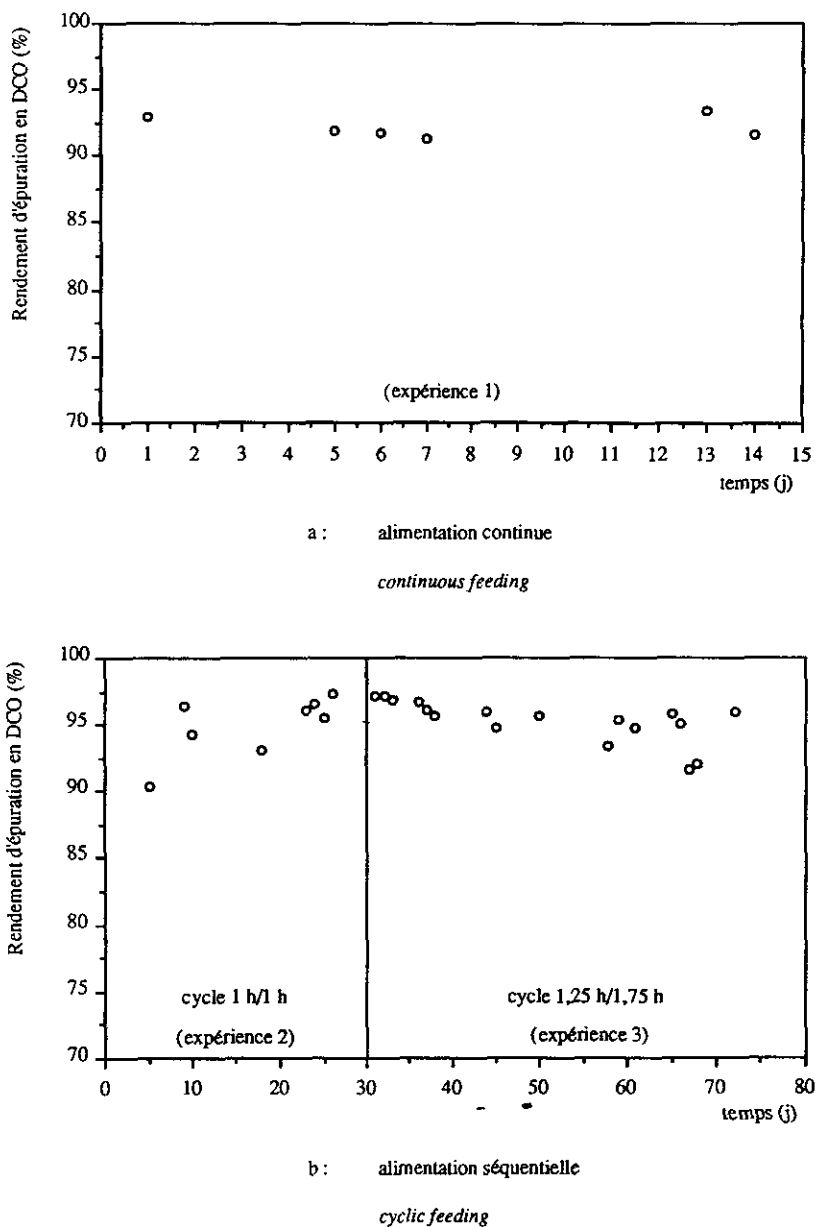 Rendement d'épuration en DCO (%)
100
95
90
85
80
75
70
(expérience 1)
0 1 2 3 4 5 6 7 8 9 10 11 12 13 14 15
temps (j)
a : alimentation continue
continuous feeding
Rendement d'épuration en DCO (%)
100
95
90
85
80
75
70
cycle 1 h/1 h
(expérience 2)
cycle 1,25 h/1,75 h
(expérience 3)
0 10 20 30 40 50 60 70 80
temps (j)
b : alimentation séquentielle
cyclic feeding